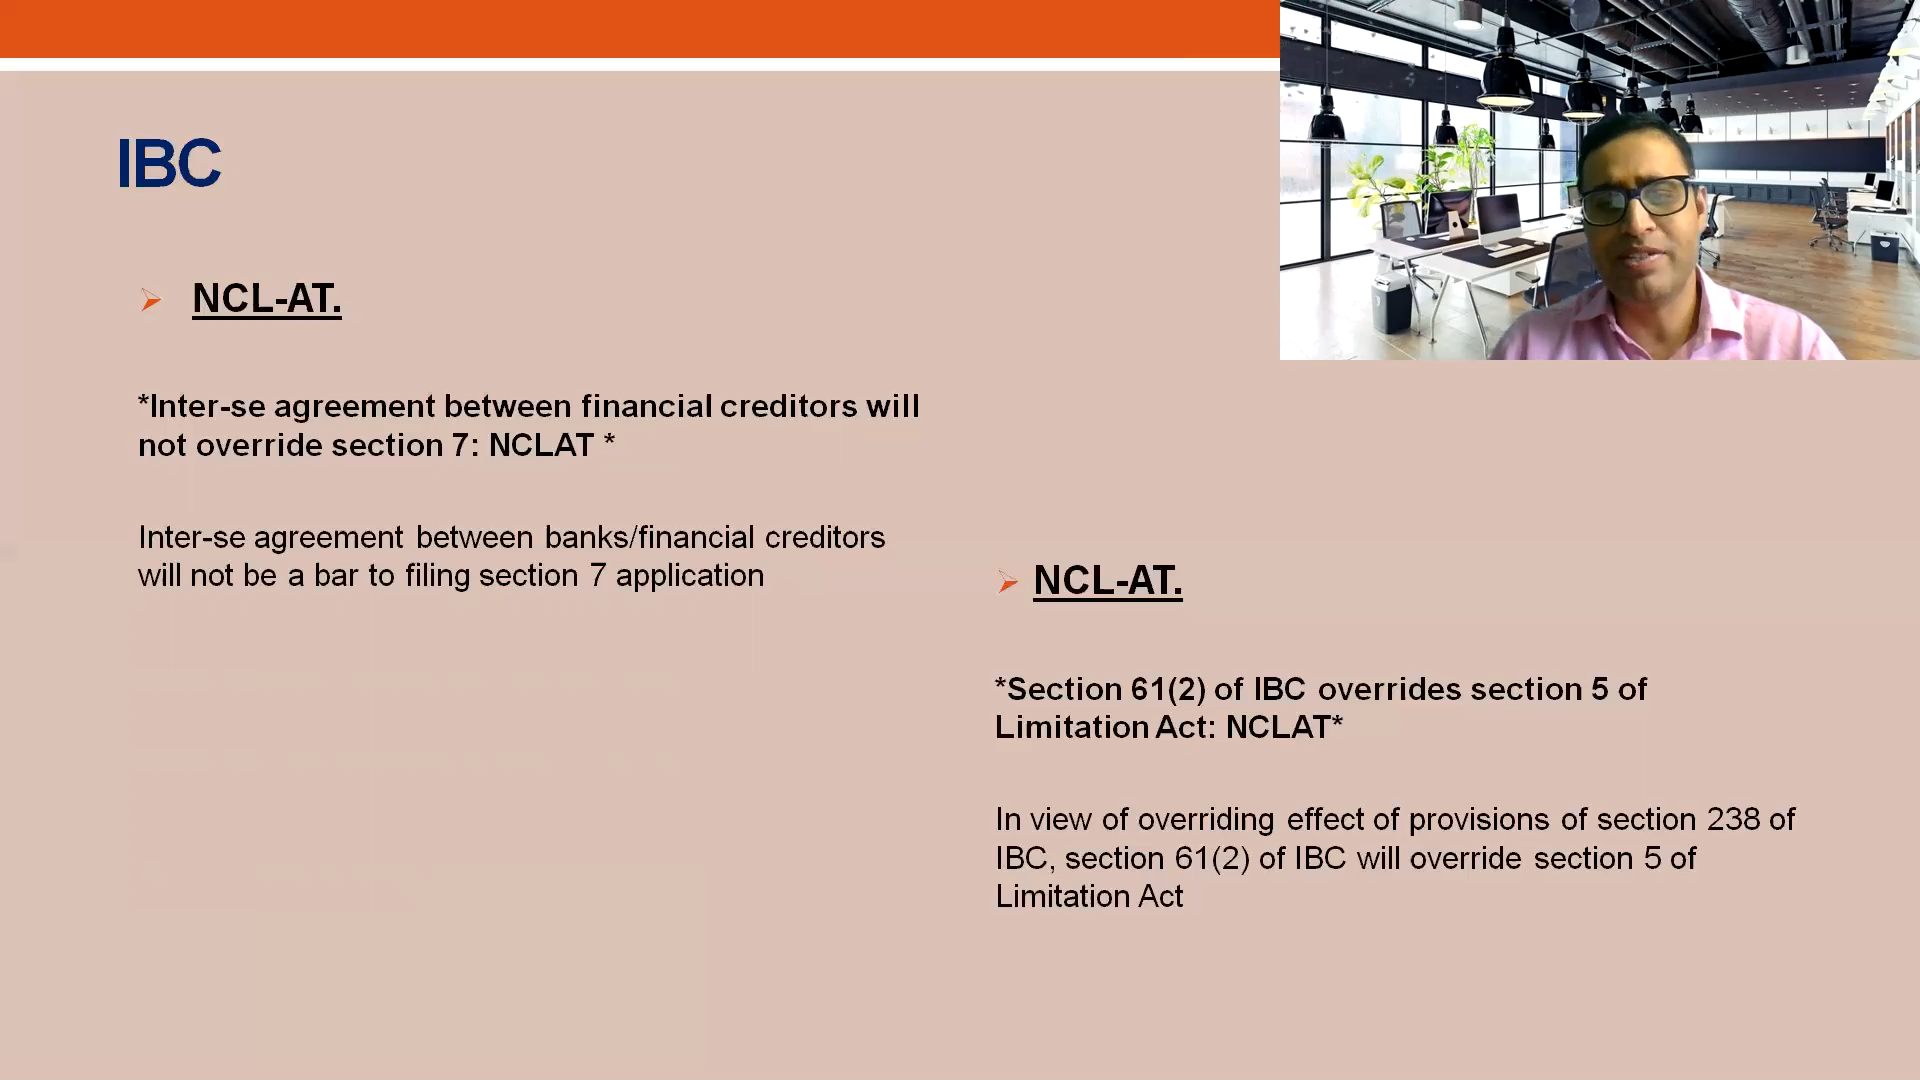 IBC
NCL-AT.
*Inter-se agreement between financial creditors will
not override section 7: NCLAT *
Inter-se agreement between banks/financial creditors
will not be a bar to filing section 7 application
NCL-AT.
*Section 61(2) of IBC overrides section 5 of
Limitation Act: NCLAT*
In view of overriding effect of provisions of section 238 of
IBC, section 61(2) of IBC will override section 5 of
Limitation Act